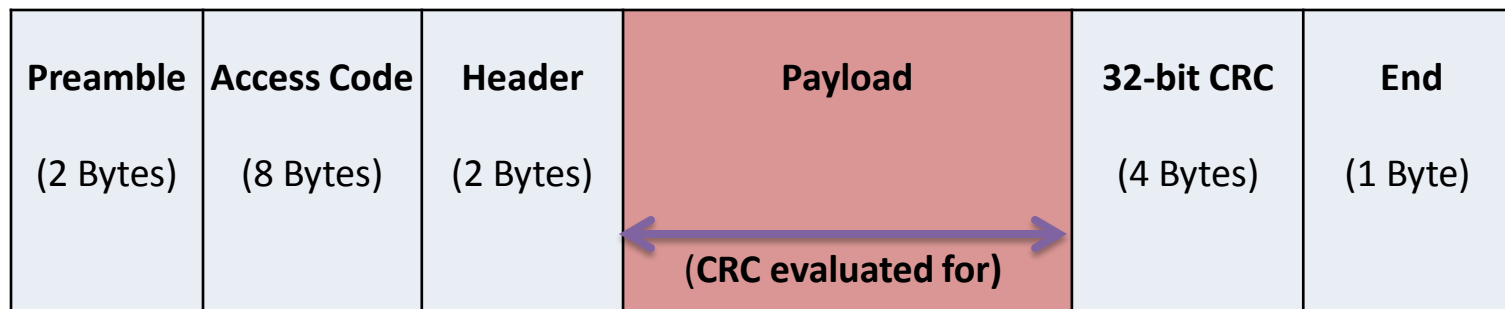 Preamble Access Code Header Payload 32-bit CRC End
(2 Bytes) (8 Bytes) (2 Bytes) (4 Bytes) (1 Byte)
(CRC evaluated for)